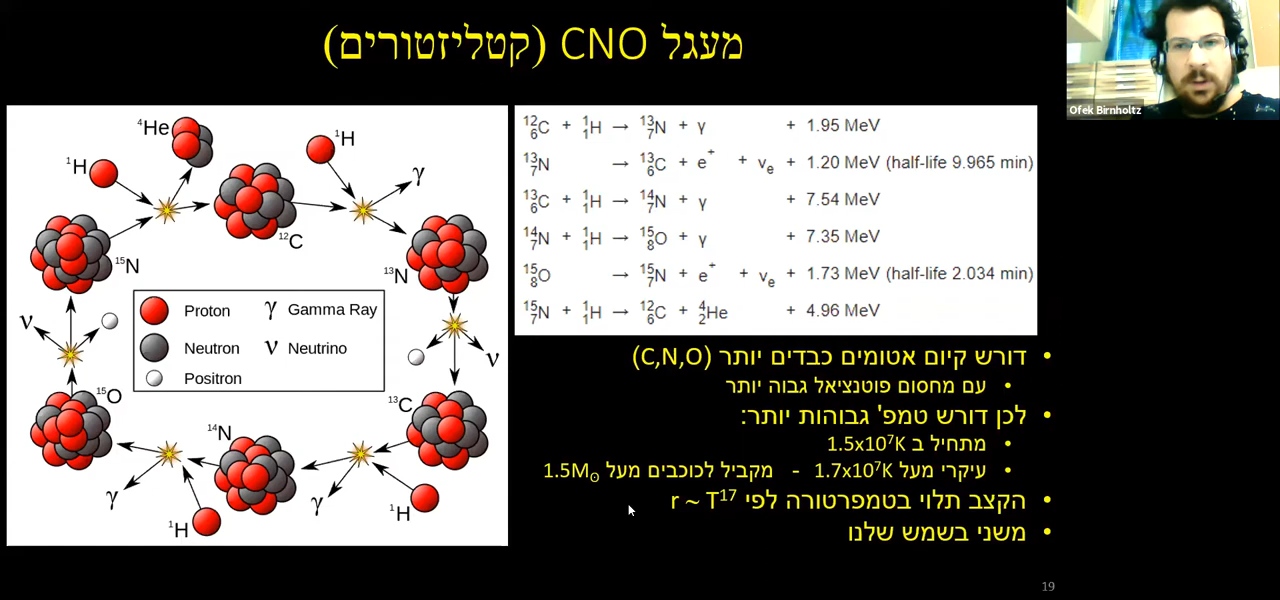 מעגל CNO (קטליזטורים)
Ofek Birnholtz
⁴He
¹H
¹H
γ
¹²C
¹⁵N
¹³N
ν
ν
Proton
γ Gamma Ray
Neutron
ν Neutrino
Positron
¹⁵O
¹³C
¹⁴N
γ
γ
¹H
¹H
¹²₆C + ¹₁H → ¹³₇N + γ + 1.95 MeV
¹³₇N → ¹³₆C + e⁺ + νₑ + 1.20 MeV (half-life 9.965 min)
¹³₆C + ¹₁H → ¹⁴₇N + γ + 7.54 MeV
¹⁴₇N + ¹₁H → ¹⁵₈O + γ + 7.35 MeV
¹⁵₈O → ¹⁵₇N + e⁺ + νₑ + 1.73 MeV (half-life 2.034 min)
¹⁵₇N + ¹₁H → ¹²₆C + ⁴₂He + 4.96 MeV
• דורש קיום אטומים כבדים יותר (C,N,O)
• עם מחסום פוטנציאל גבוה יותר
• לכן דורש טמפ' גבוהות יותר:
• מתחיל ב 1.5x10⁷K
• עיקרי מעל 1.7x10⁷K - מקביל לכוכבים מעל 1.5M☉
• הקצב תלוי בטמפרטורה לפי r ~ T¹⁷
• משני בשמש שלנו
19